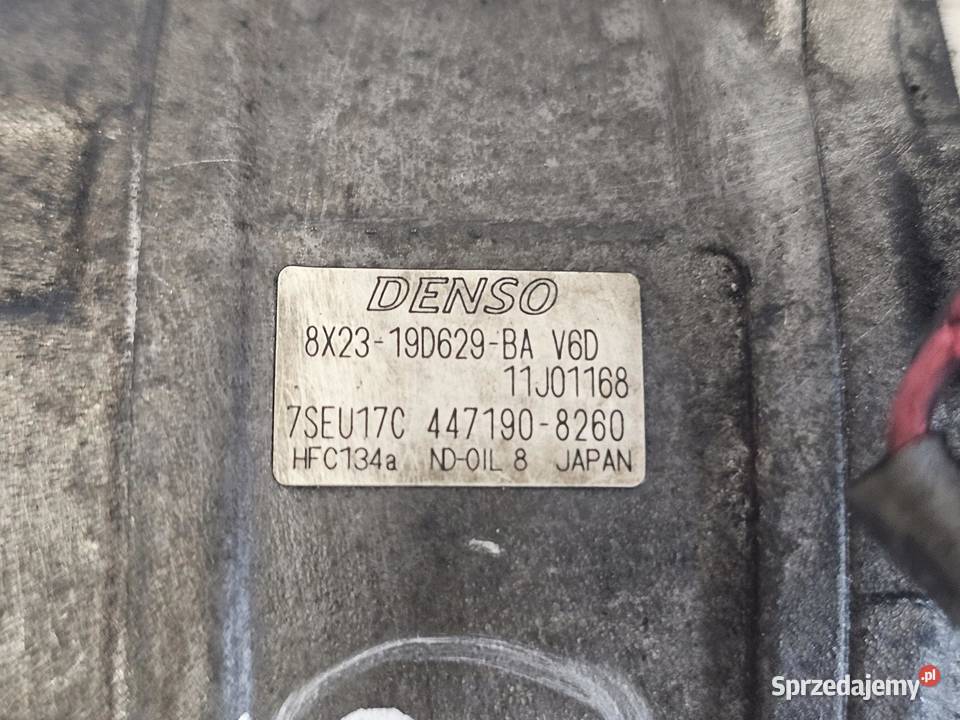 DENSO
8X23-19D629-BA V6D
11J01168
7SEU17C 447190-8260
HFC134a ND-OIL 8 JAPAN
Sprzedajemy.pl